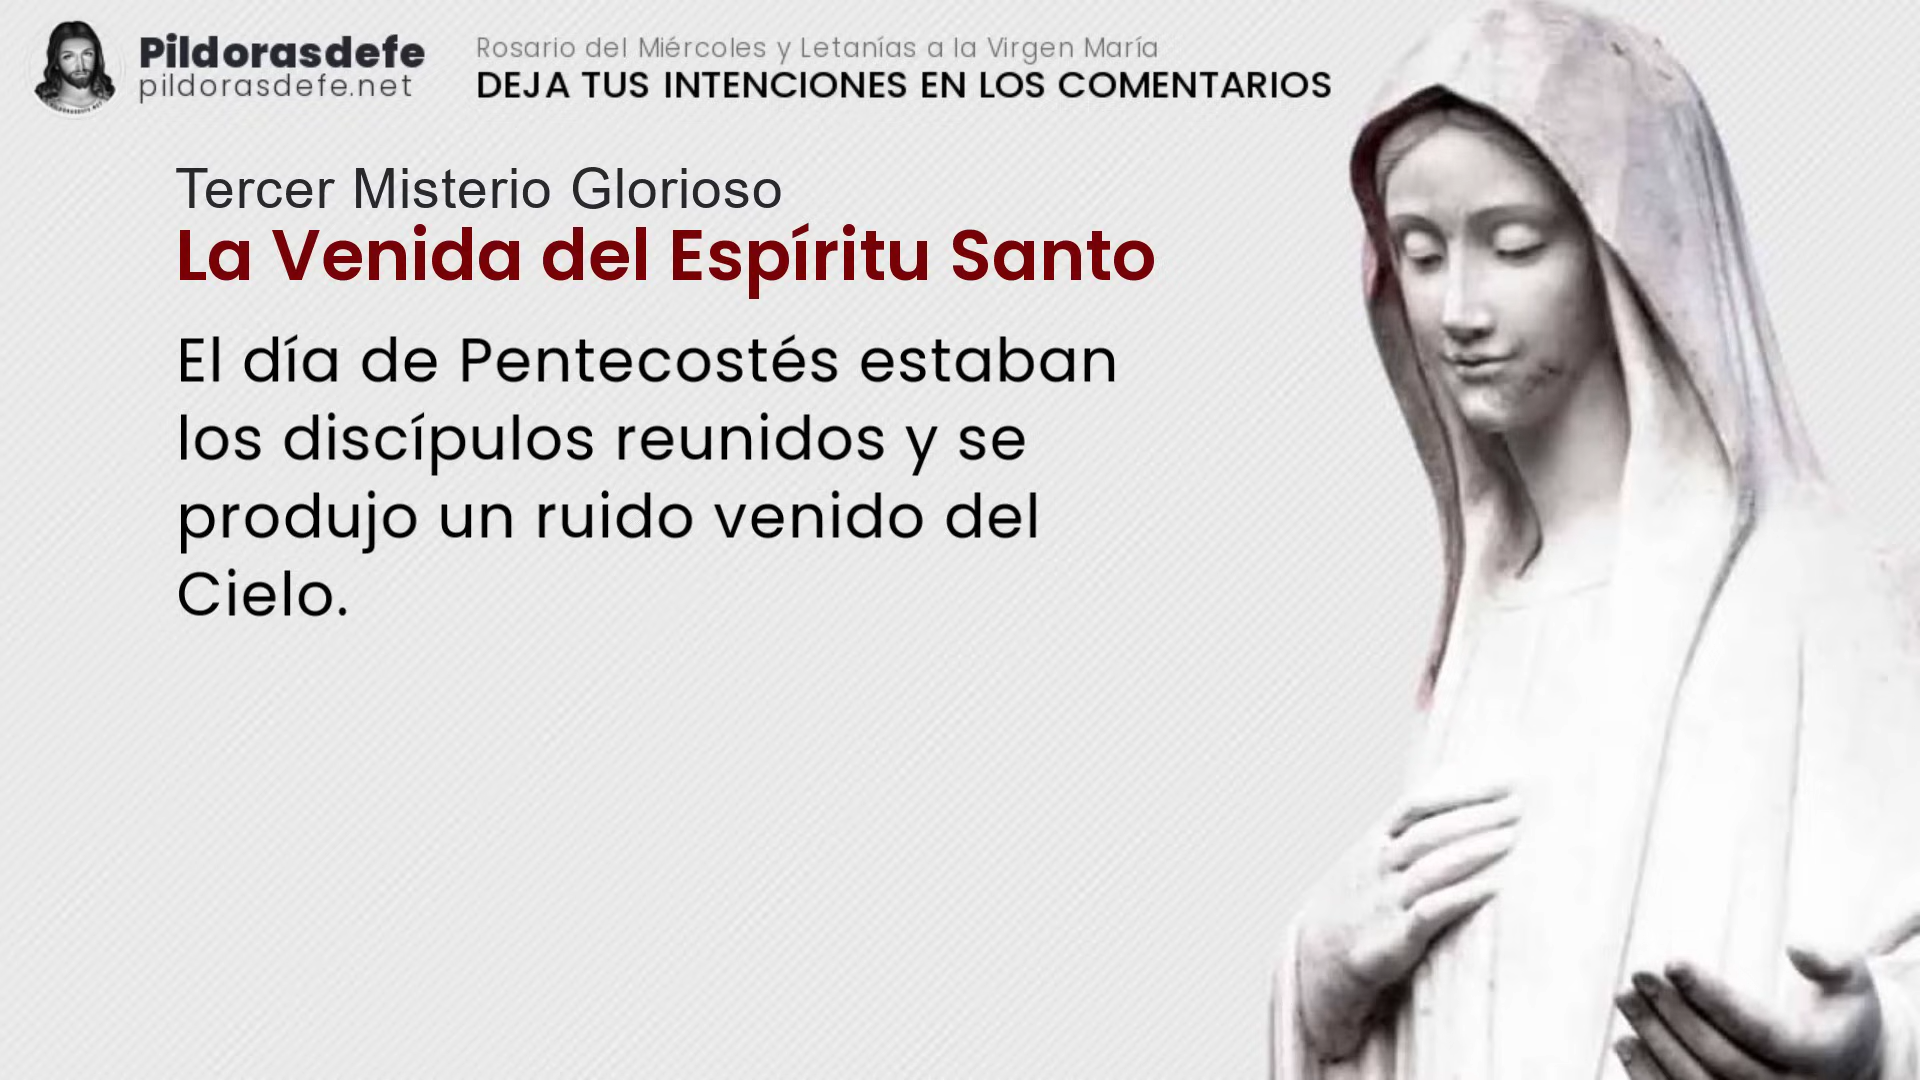 Pildorasdefe
pildorasdefe.net
Rosario del Miércoles y Letanías a la Virgen María
DEJA TUS INTENCIONES EN LOS COMENTARIOS
Tercer Misterio Glorioso
La Venida del Espíritu Santo
El día de Pentecostés estaban
los discípulos reunidos y se
produjo un ruido venido del
Cielo.